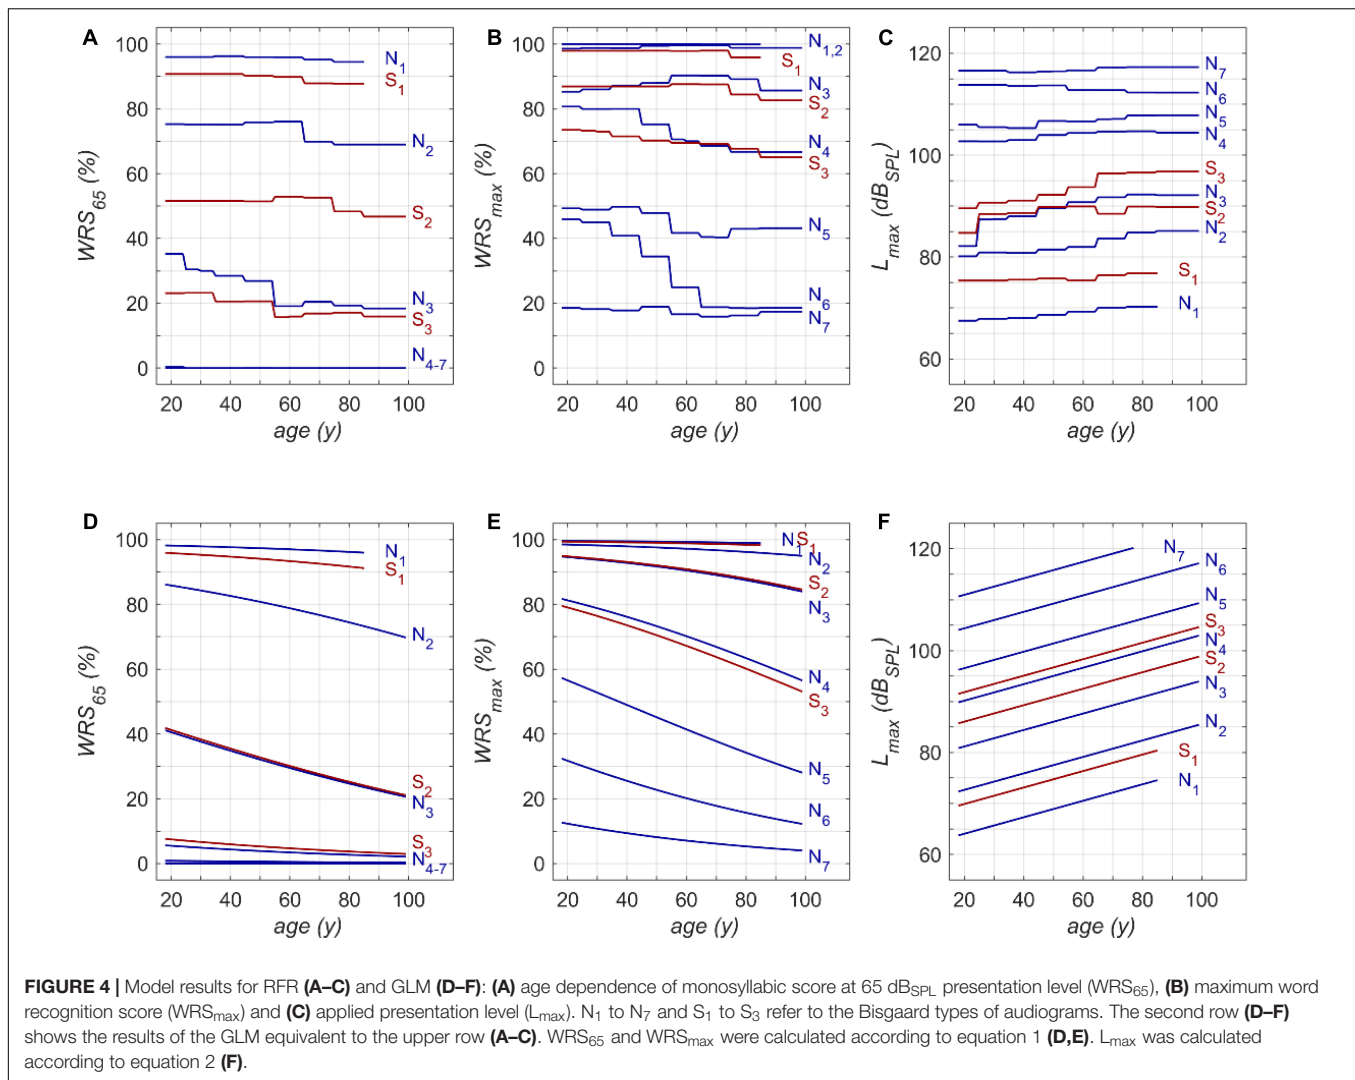 A
B
C
WRS65 (%)
100
80
60
40
20
0
N1
S1
N2
S2
N3
S3
N4-7
20 40 60 80 100
age (y)
WRSmax (%)
100
80
60
40
20
0
N1,2
S1
N3
S2
N4
S3
N5
N6
N7
20 40 60 80 100
age (y)
Lmax (dBSPL)
120
100
80
60
N7
N6
N5
N4
S3
N3
S2
N2
S1
N1
20 40 60 80 100
age (y)
D
E
F
WRS65 (%)
100
80
60
40
20
0
N1
S1
N2
S2
N3
S3
N4-7
20 40 60 80 100
age (y)
WRSmax (%)
100
80
60
40
20
0
N1 S1
N2
S2
N3
N4
S3
N5
N6
N7
20 40 60 80 100
age (y)
Lmax (dBSPL)
120
100
80
60
N7
N6
N5
S3
N4
S2
N3
N2
S1
N1
20 40 60 80 100
age (y)
FIGURE 4 | Model results for RFR (A–C) and GLM (D–F): (A) age dependence of monosyllabic score at 65 dBSPL presentation level (WRS65), (B) maximum word
recognition score (WRSmax) and (C) applied presentation level (Lmax). N1 to N7 and S1 to S3 refer to the Bisgaard types of audiograms. The second row (D–F)
shows the results of the GLM equivalent to the upper row (A–C). WRS65 and WRSmax were calculated according to equation 1 (D,E). Lmax was calculated
according to equation 2 (F).